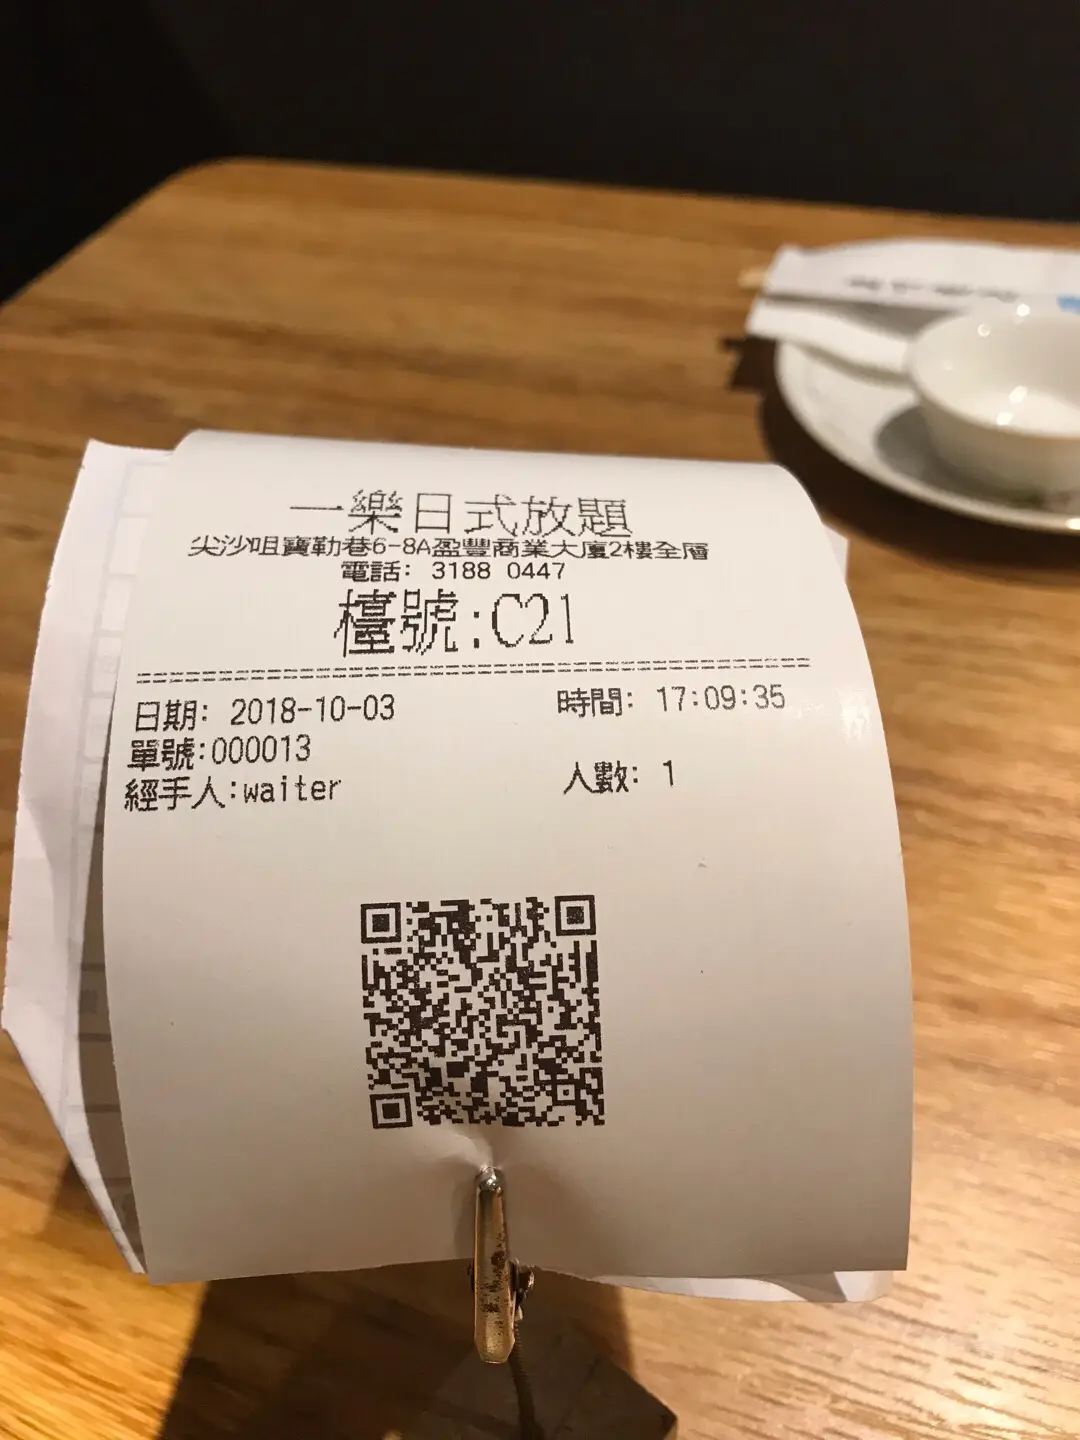 一樂日式放題
尖沙咀寶勒巷6-8A盈豐商業大廈2樓全層
電話: 3188 0447
檯號:C21
日期: 2018-10-03 時間: 17:09:35
單號:000013
經手人:waiter 人數: 1